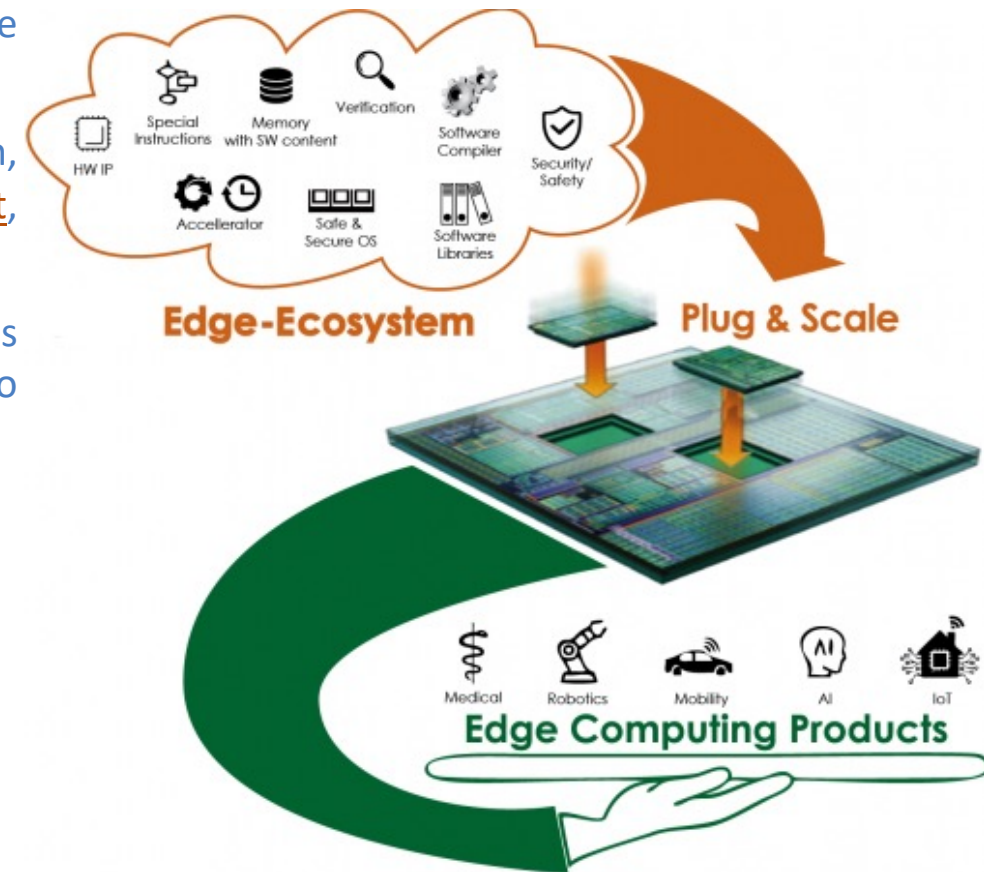 e
n,
t,
s
o
HW IP
Special
Instructions
Memory
with SW content
Verification
Software
Compiler
Security/
Safety
Accellerator
Safe &
Secure OS
Software
Libraries
Edge-Ecosystem
Plug & Scale
Medical
Robotics
Mobility
AI
AI
IoT
Edge Computing Products